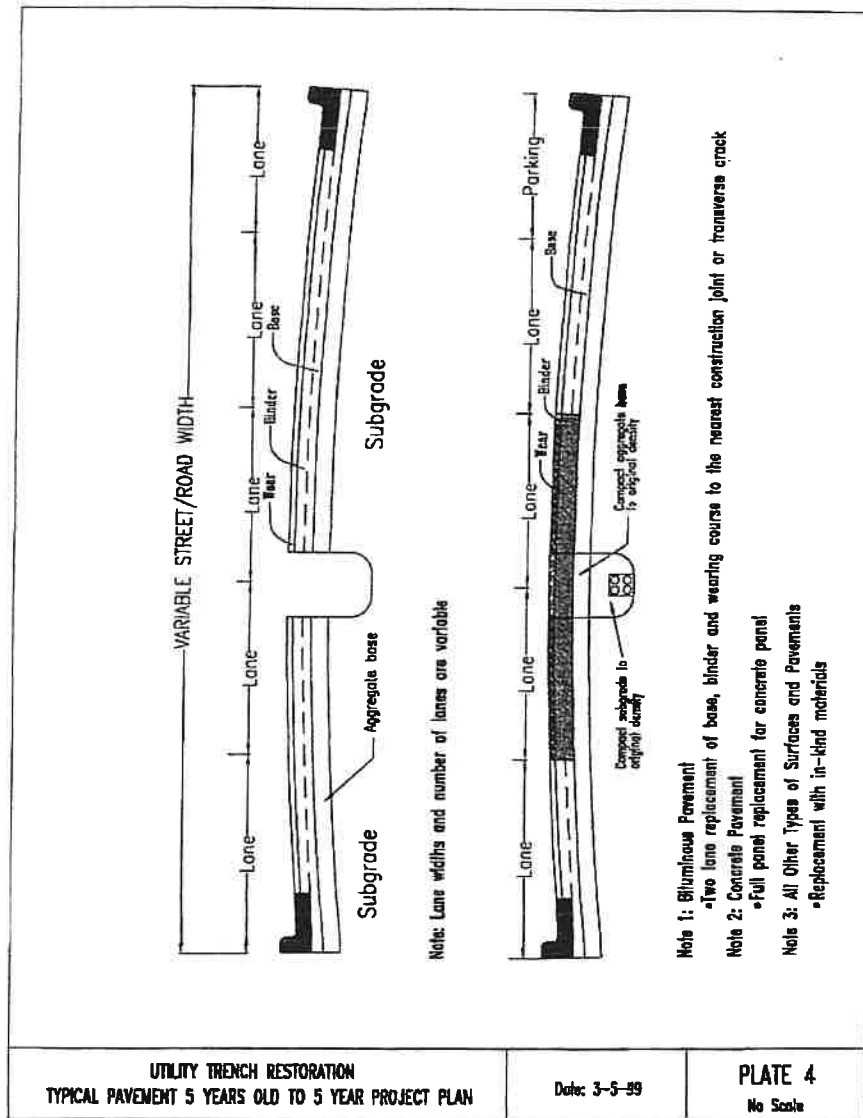 VARIABLE STREET/ROAD WIDTH
Lane
Lane
Lane
Lane
Lane
Wear
Binder
Base
Subgrade
Aggregate base
Subgrade
Note: Lane widths and number of lanes are variable
Lane
Lane
Lane
Lane
Parking
Wear
Binder
Base
Compact subgrade to
original density
Compact aggregate base
to original density
Note 1: Bituminous Pavement
•Two lane replacement of base, binder and wearing course to the nearest construction joint or transverse crack
Note 2: Concrete Pavement
•Full panel replacement for concrete panel
Note 3: All Other Types of Surfaces and Pavements
•Replacement with in-kind materials
UTILITY TRENCH RESTORATION
TYPICAL PAVEMENT 5 YEARS OLD TO 5 YEAR PROJECT PLAN
Date: 3-5-99
PLATE 4
No Scale